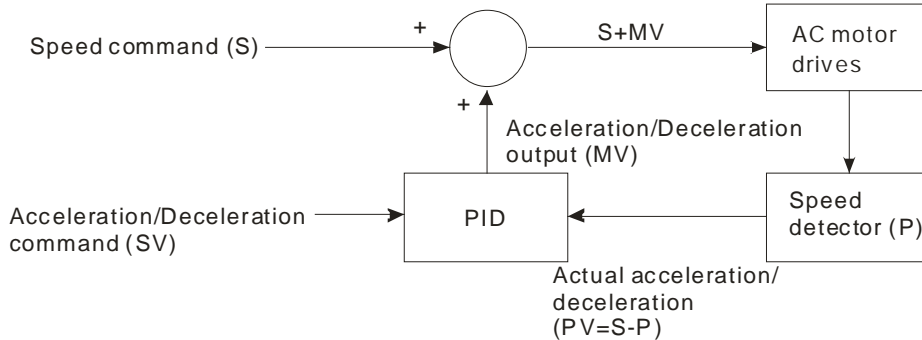 Speed command (S)
+
S+MV
AC motor
drives
+
Acceleration/Deceleration
output (MV)
Acceleration/Deceleration
command (SV)
PID
Speed
detector (P)
Actual acceleration/
deceleration
(PV=S-P)